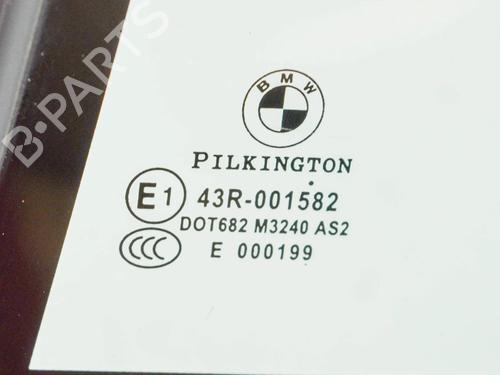 B-PARTS
BMW
PILKINGTON
E1 43R-001582
DOT682 M3240 AS2
CCC E 000199